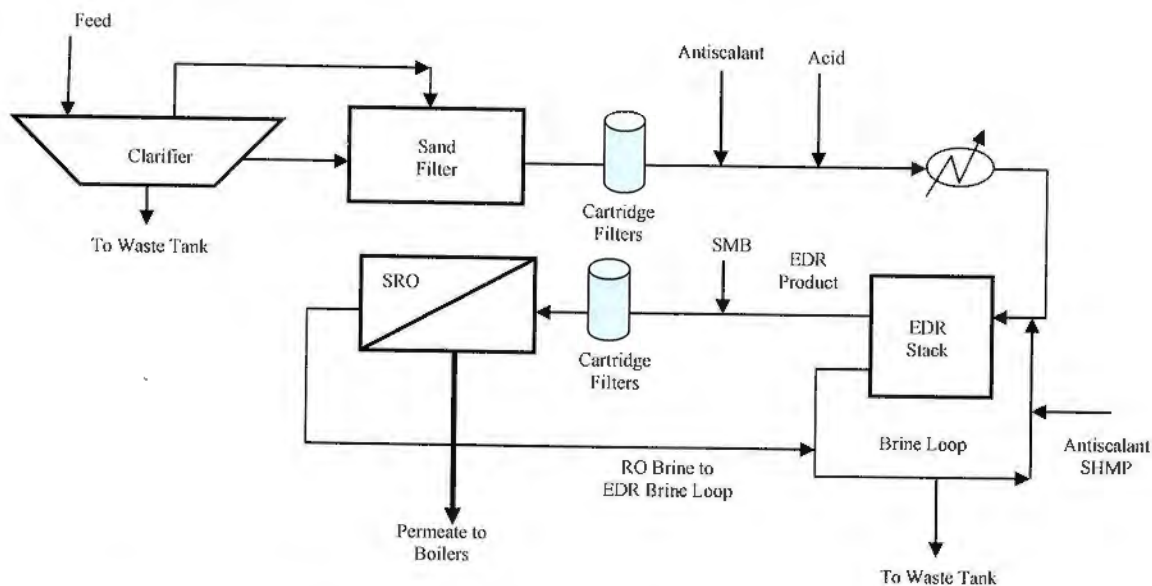 Feed
Antiscalant
Acid
Clarifier
Sand
Filter
Cartridge
Filters
To Waste Tank
SMB
EDR
Product
SRO
EDR
Stack
Cartridge
Filters
Brine Loop
Antiscalant
SHMP
RO Brine to
EDR Brine Loop
Permeate to
Boilers
To Waste Tank